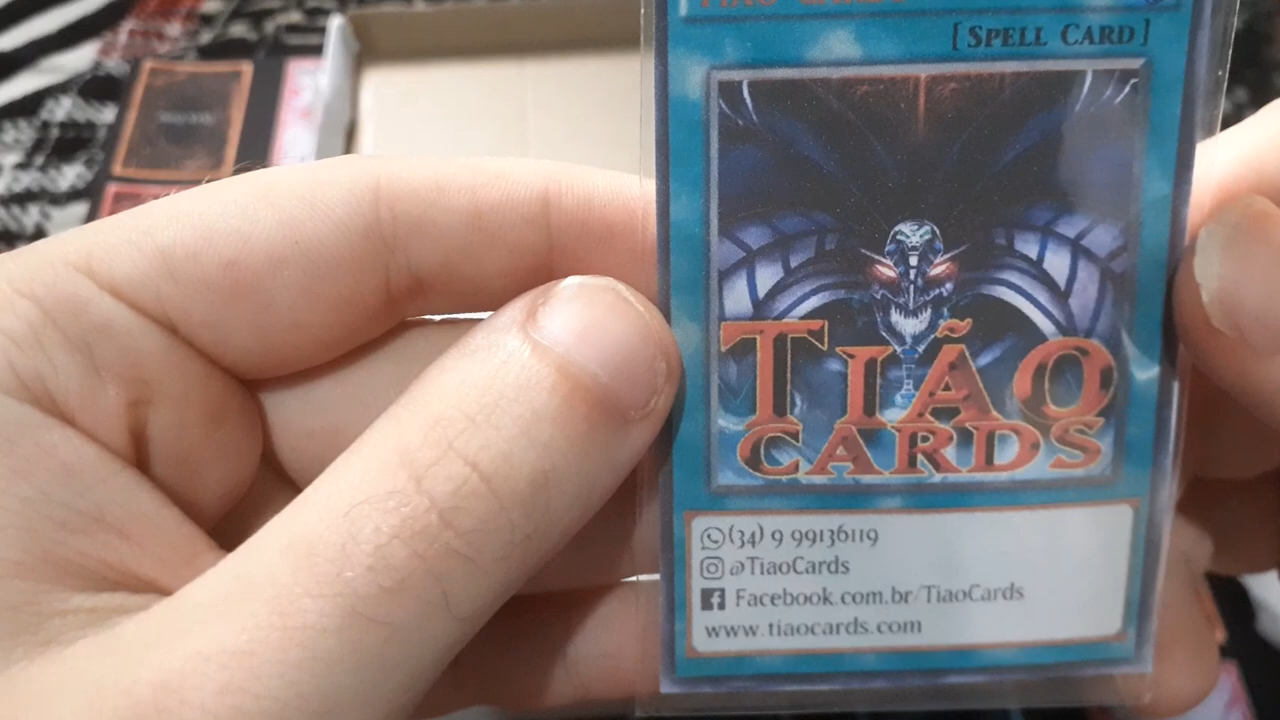 [SPELL CARD]
TIÃO
CARDS
(34) 9 99136119
@TiaoCards
Facebook.com.br/TiaoCards
www.tiaocards.com